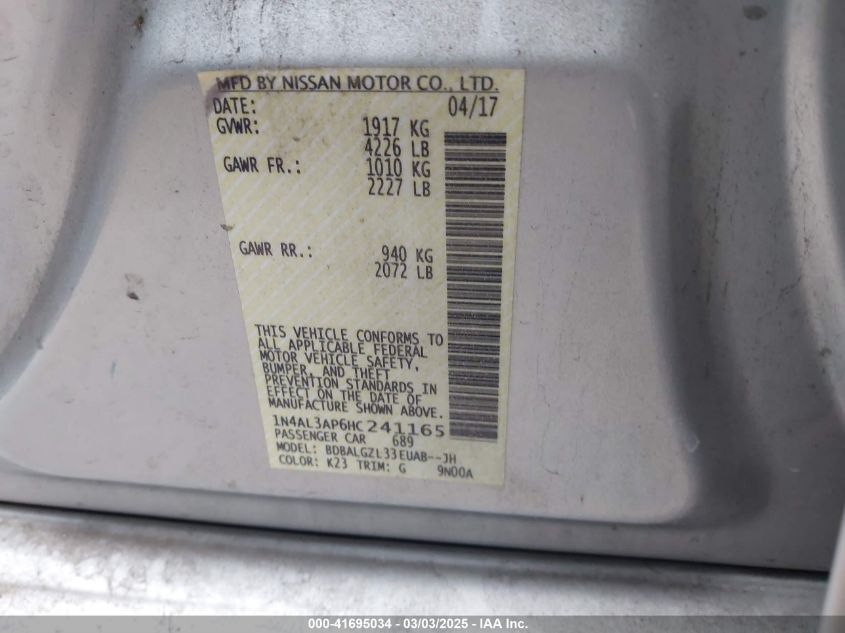 MFD BY NISSAN MOTOR CO., LTD.
DATE: 04/17
GVWR: 1917 KG
4226 LB
GAWR FR.: 1010 KG
2227 LB
GAWR RR.: 940 KG
2072 LB
THIS VEHICLE CONFORMS TO
ALL APPLICABLE FEDERAL
MOTOR VEHICLE SAFETY,
BUMPER, AND THEFT
PREVENTION STANDARDS IN
EFFECT ON THE DATE OF
MANUFACTURE SHOWN ABOVE.
1N4AL3AP6HC241165
PASSENGER CAR 689
MODEL: BDBALGZL33EUAB--JH
COLOR: K23 TRIM: G 9N00A
000-41695034 - 03/03/2025 - IAA Inc.